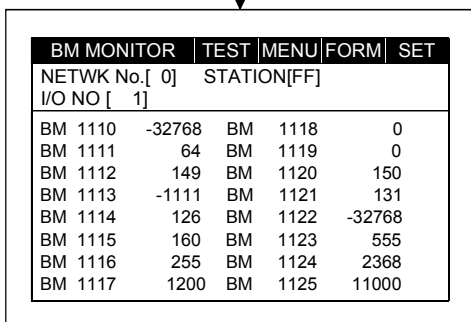 BM MONITOR TEST MENU FORM SET
NETWK No.[ 0] STATION[FF]
I/O NO [ 1]
BM 1110 -32768 BM 1118 0
BM 1111 64 BM 1119 0
BM 1112 149 BM 1120 150
BM 1113 -1111 BM 1121 131
BM 1114 126 BM 1122 -32768
BM 1115 160 BM 1123 555
BM 1116 255 BM 1124 2368
BM 1117 1200 BM 1125 11000